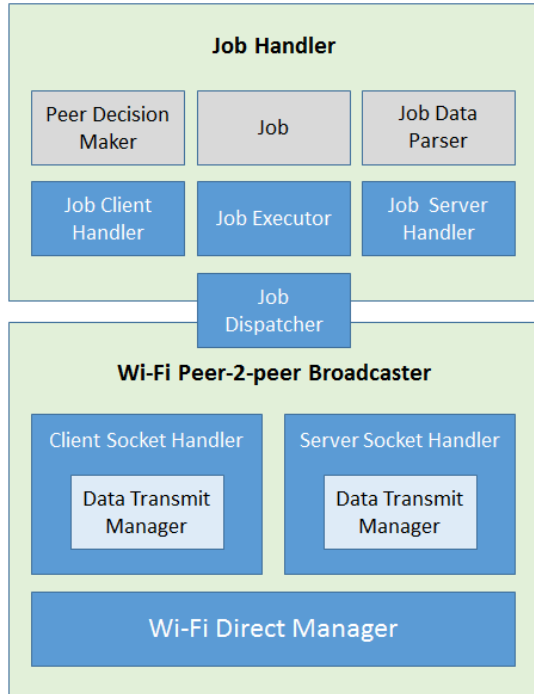 Job Handler
Peer Decision
Maker
Job
Job Data
Parser
Job Client
Handler
Job Executor
Job Server
Handler
Job
Dispatcher
Wi-Fi Peer-2-peer Broadcaster
Client Socket Handler
Data Transmit
Manager
Server Socket Handler
Data Transmit
Manager
Wi-Fi Direct Manager